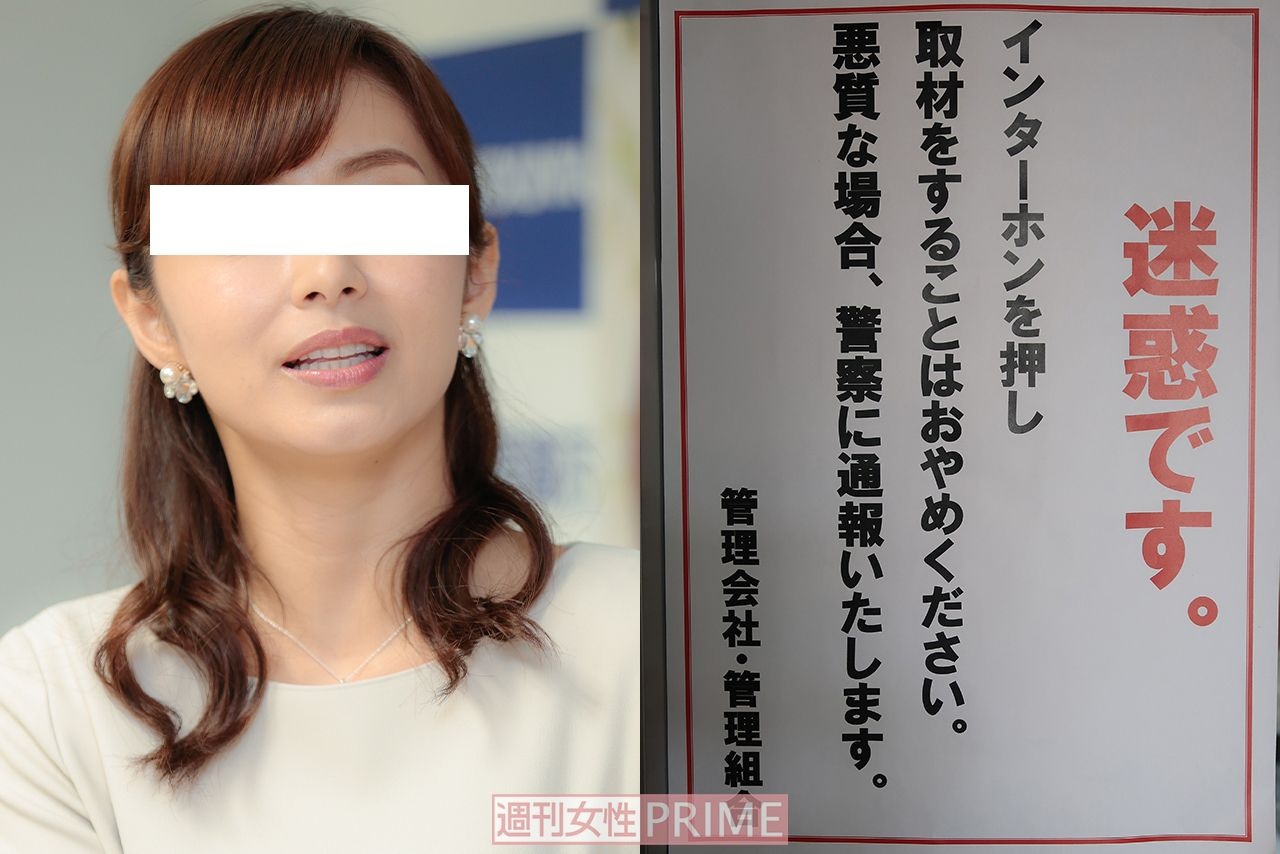 迷惑です。
インターホンを押し
取材をすることはおやめください。
悪質な場合、警察に通報いたします。
管理会社・管理組合
週刊女性PRIME